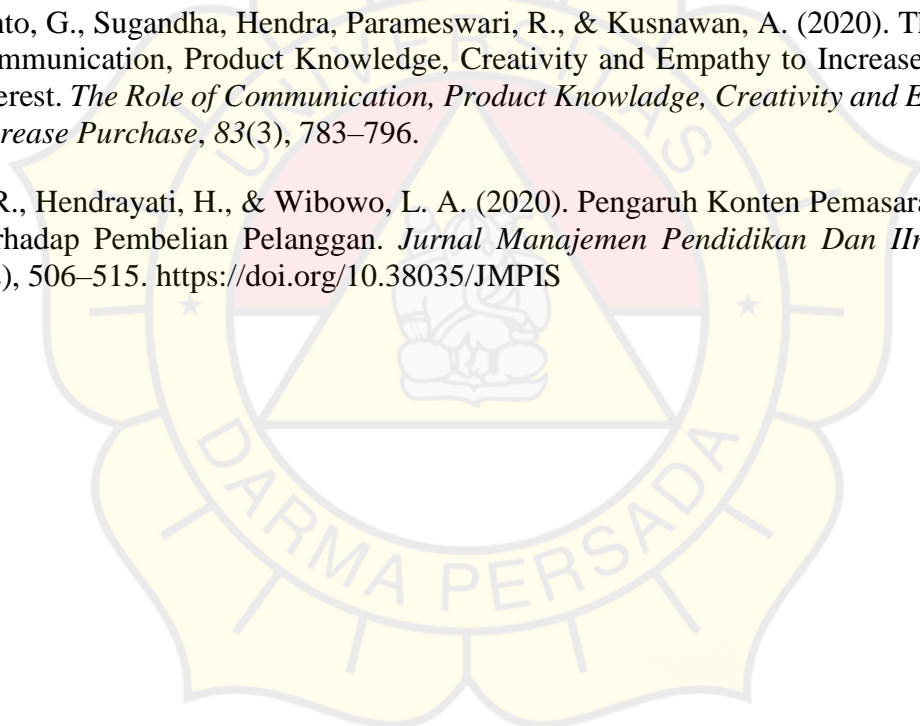 nto, G., Sugandha, Hendra, Parameswari, R., & Kusnawan, A. (2020). Th
mmunication, Product Knowledge, Creativity and Empathy to Increase
erest. The Role of Communication, Product Knowladge, Creativity and E
rease Purchase, 83(3), 783–796.
R., Hendrayati, H., & Wibowo, L. A. (2020). Pengaruh Konten Pemasara
rhadap Pembelian Pelanggan. Jurnal Manajemen Pendidikan Dan IIn
), 506–515. https://doi.org/10.38035/JMPIS
UNIVERSITAS
DARMA PERSADA